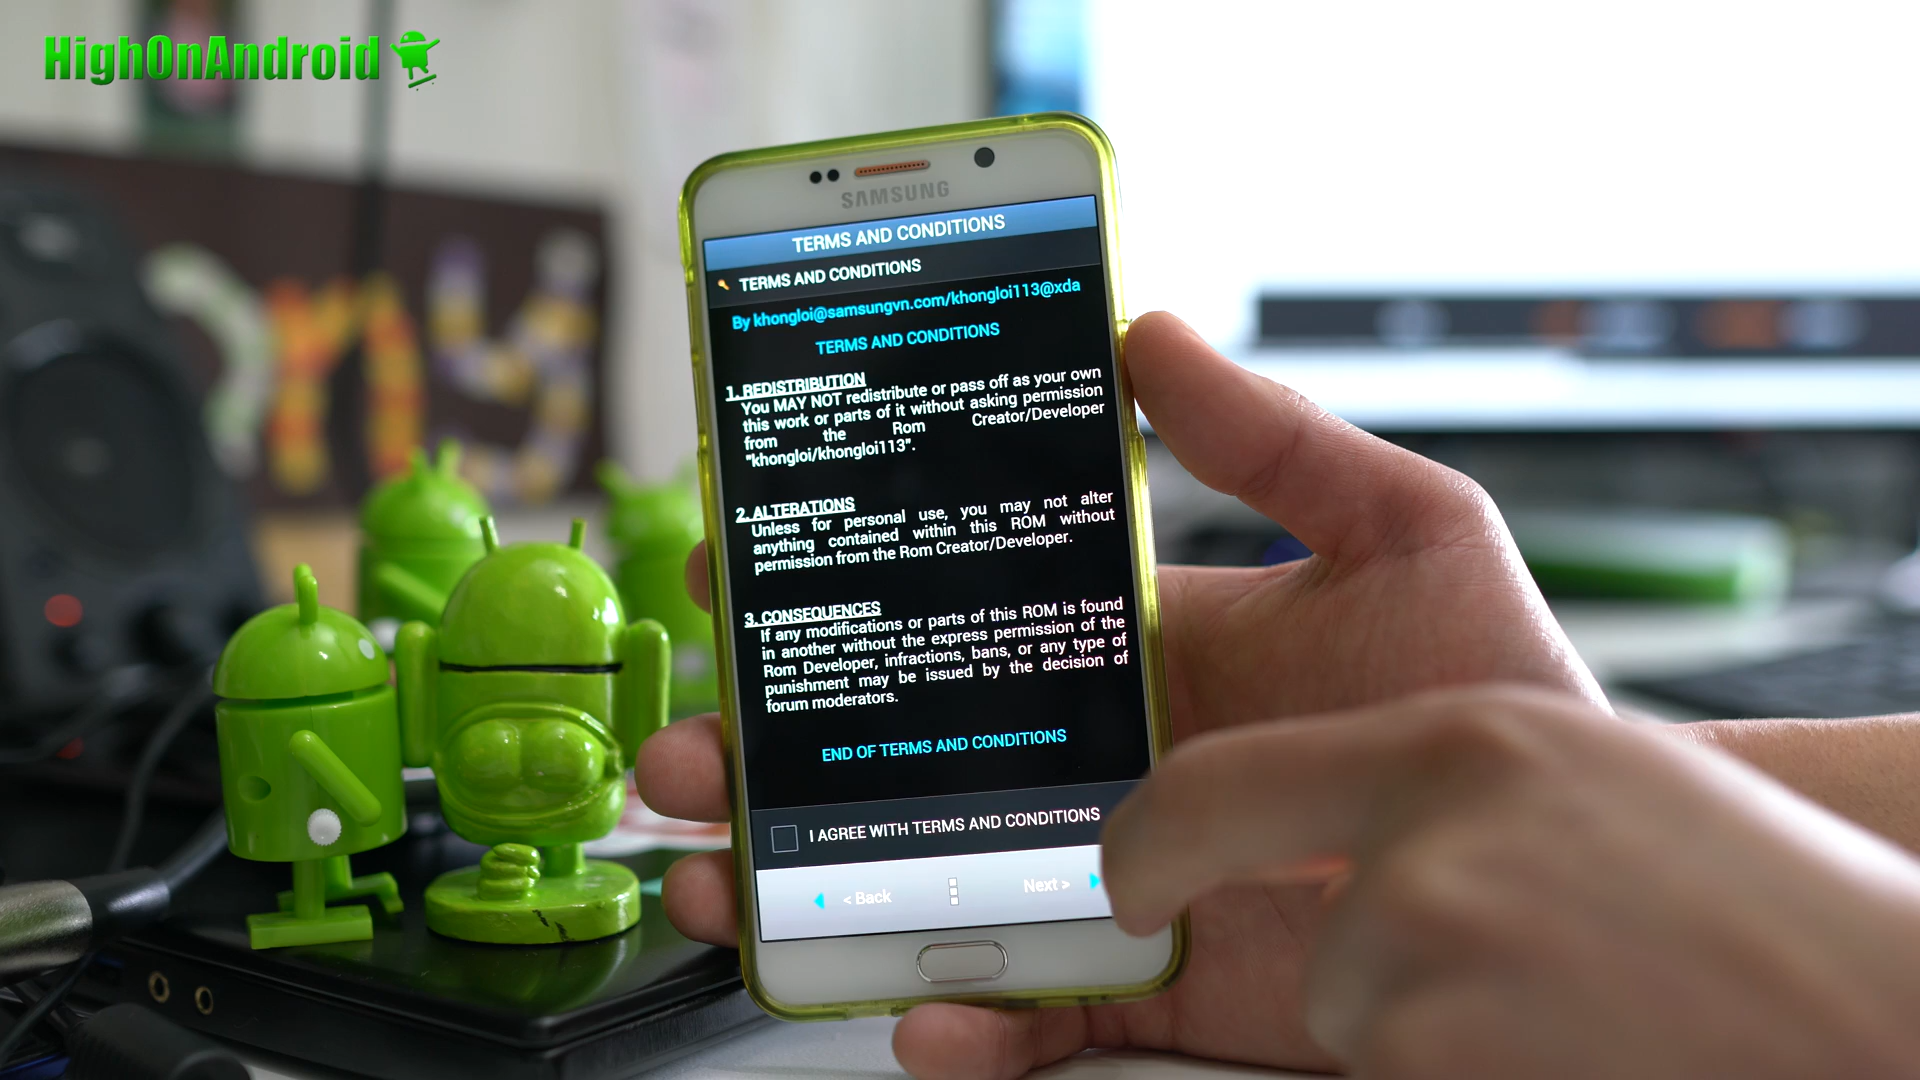 HighOnAndroid
SAMSUNG
TERMS AND CONDITIONS
TERMS AND CONDITIONS
By khongloi@samsungvn.com/khongloi113@xda
TERMS AND CONDITIONS
1. REDISTRIBUTION
You MAY NOT redistribute or pass off as your own
this work or parts of it without asking permission
from the Rom Creator/Developer
"khongloi/khongloi113".
2. ALTERATIONS
Unless for personal use, you may not alter
anything contained within this ROM without
permission from the Rom Creator/Developer.
3. CONSEQUENCES
If any modifications or parts of this ROM is found
in another without the express permission of the
Rom Developer, infractions, bans, or any type of
punishment may be issued by the decision of
forum moderators.
END OF TERMS AND CONDITIONS
I AGREE WITH TERMS AND CONDITIONS
< Back
Next >